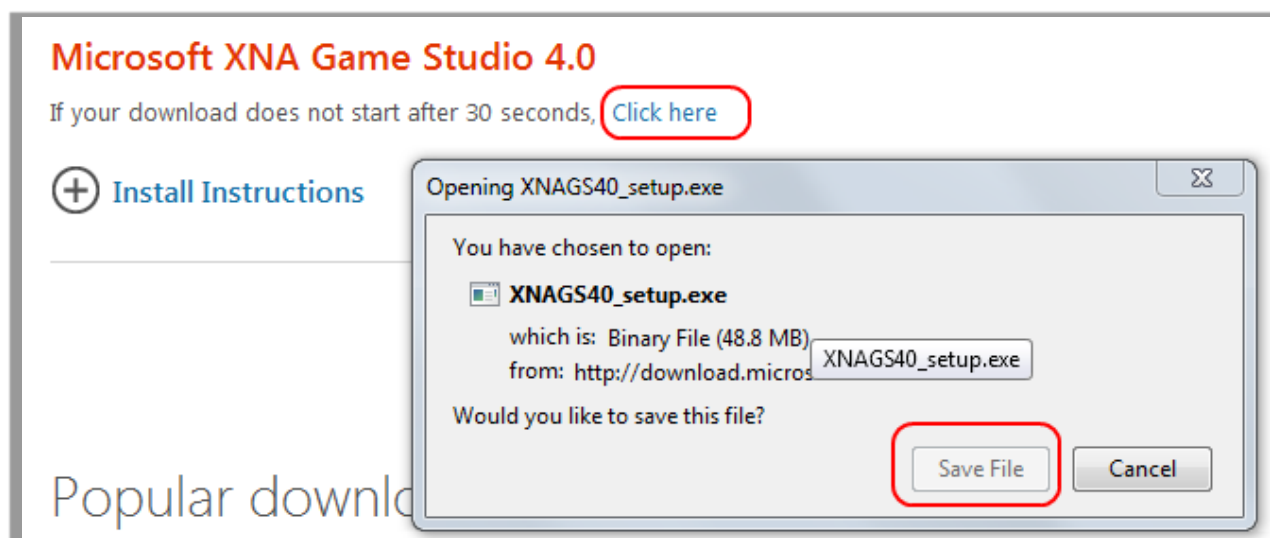 Microsoft XNA Game Studio 4.0
If your download does not start after 30 seconds, Click here
Install Instructions
Opening XNAGS40_setup.exe
You have chosen to open:
XNAGS40_setup.exe
which is: Binary File (48.8 MB)
from: http://download.micros
XNAGS40_setup.exe
Would you like to save this file?
Save File Cancel
Popular downlo